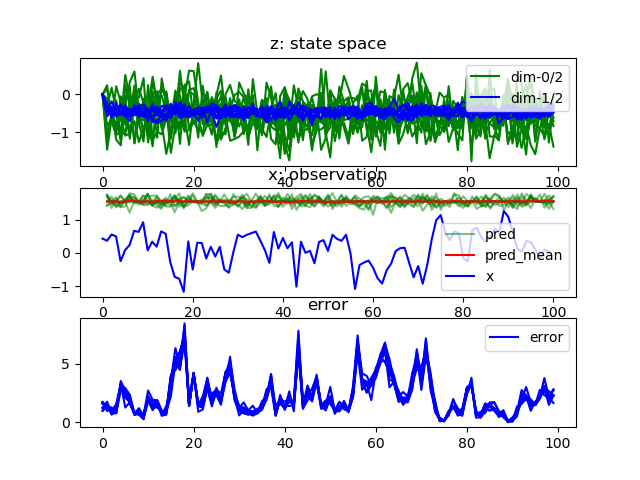 z: state space
0
−1
dim-0/2
dim-1/2
0 20 40 60 80 100
x: observation
1
0
−1
pred
pred_mean
x
0 20 40 60 80 100
error
5
0
error
0 20 40 60 80 100